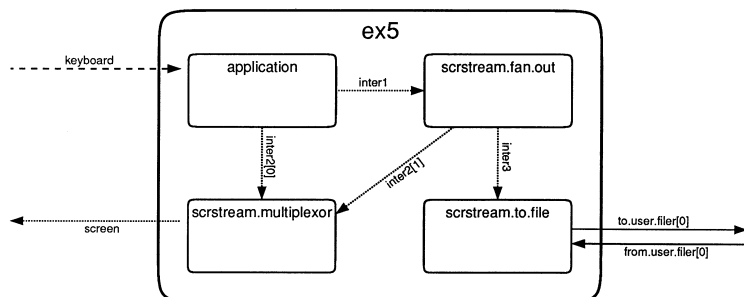 ex5
keyboard
application
scrstream.fan.out
inter1
inter2[0]
inter2[1]
inter3
scrstream.multiplexor
scrstream.to.file
to.user.filer[0]
screen
from.user.filer[0]